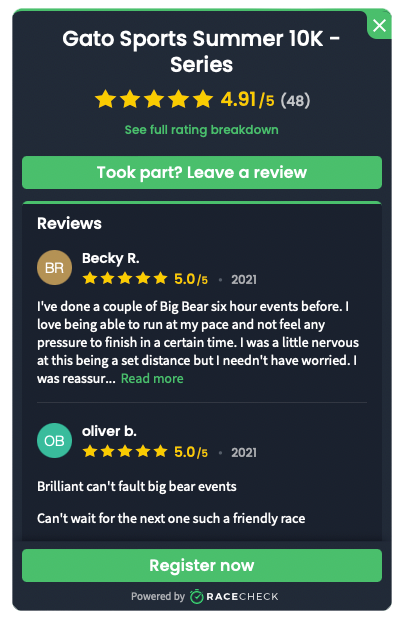 Gato Sports Summer 10K -
Series
4.91/5 (48)
See full rating breakdown
Took part? Leave a review
Reviews
BR
Becky R.
5.0/5 • 2021
I've done a couple of Big Bear six hour events before. I
love being able to run at my pace and not feel any
pressure to finish in a certain time. I was a little nervous
at this being a set distance but I needn't have worried. I
was reassur... Read more
OB
oliver b.
5.0/5 • 2021
Brilliant can't fault big bear events
Can't wait for the next one such a friendly race
Register now
Powered by RACECHECK